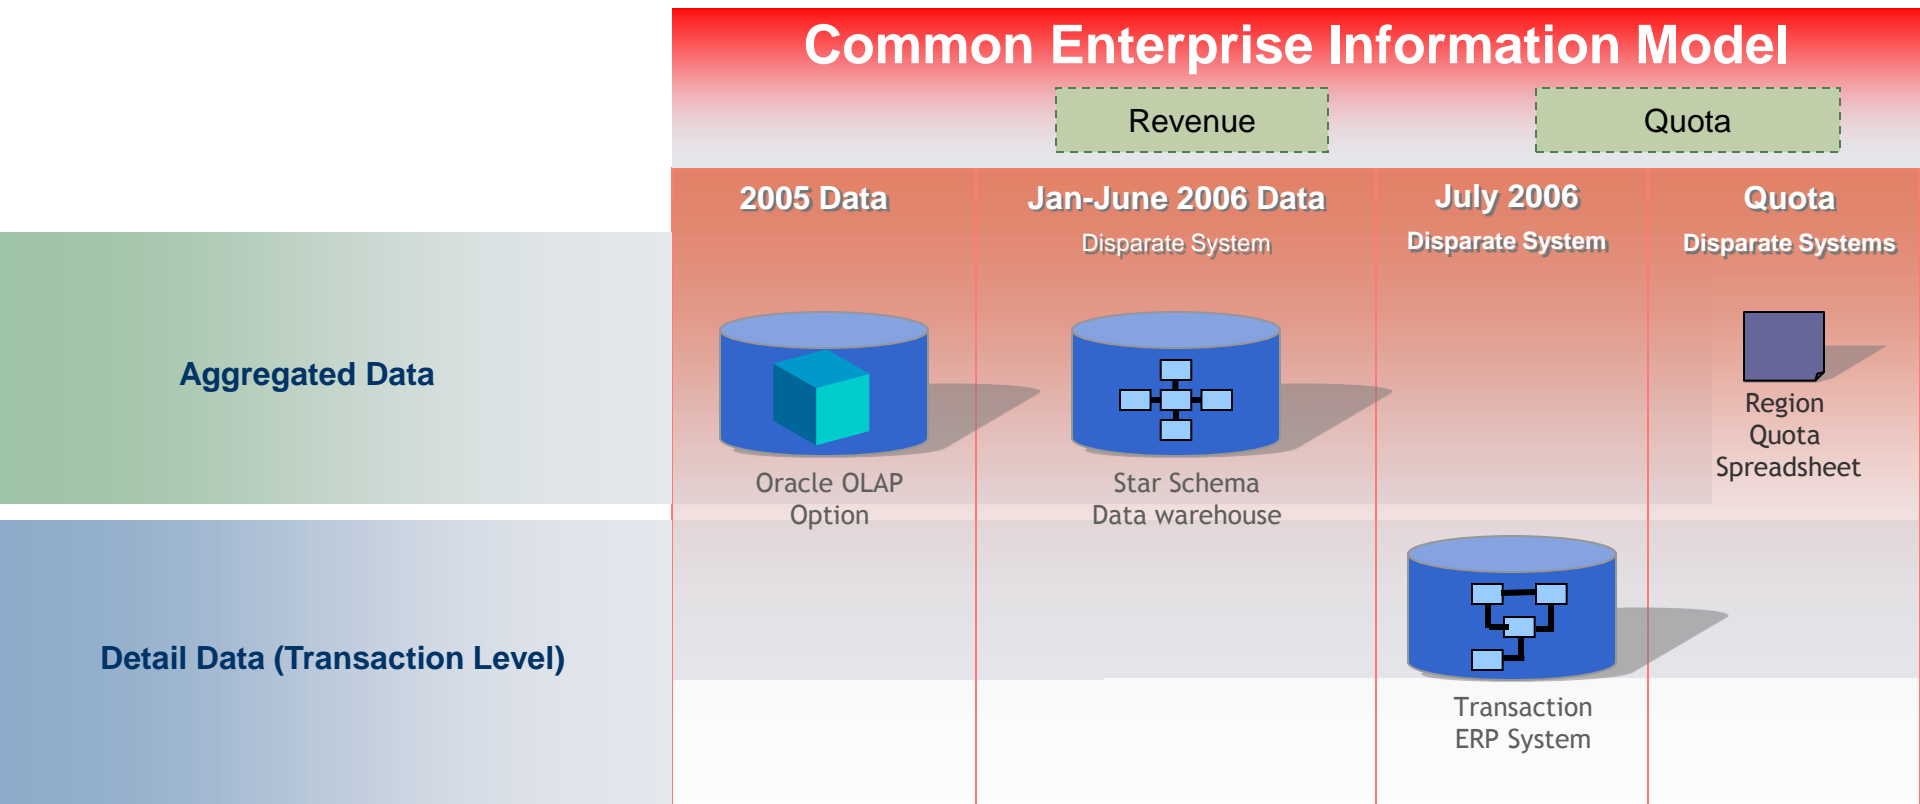 Common Enterprise Information Model
Revenue
Quota
2005 Data
Jan-June 2006 Data
Disparate System
July 2006
Disparate System
Quota
Disparate Systems
Aggregated Data
Oracle OLAP
Option
Star Schema
Data warehouse
Region
Quota
Spreadsheet
Detail Data (Transaction Level)
Transaction
ERP System